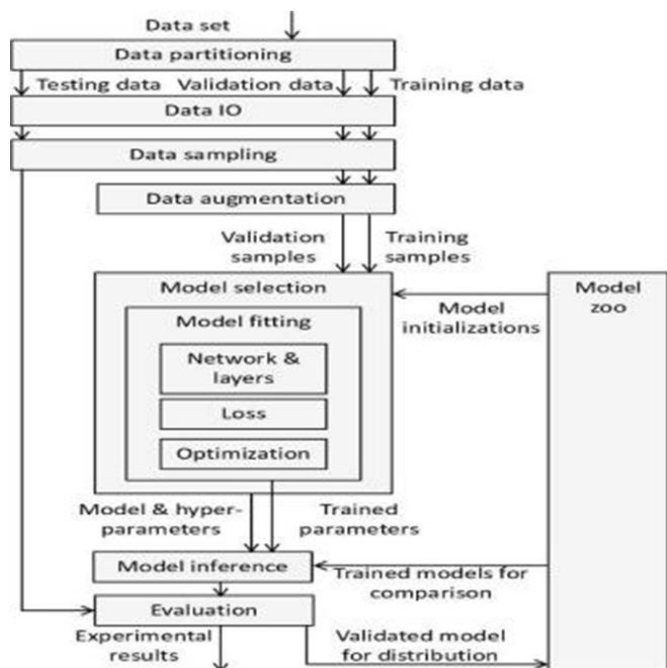 Data set
Data partitioning
Testing data Validation data Training data
Data IO
Data sampling
Data augmentation
Validation
samples
Training
samples
Model selection
Model fitting
Network &
layers
Loss
Optimization
Model
initializations
Model
zoo
Model & hyper-
parameters
Trained
parameters
Model inference
Trained models for
comparison
Evaluation
Experimental
results
Validated model
for distribution